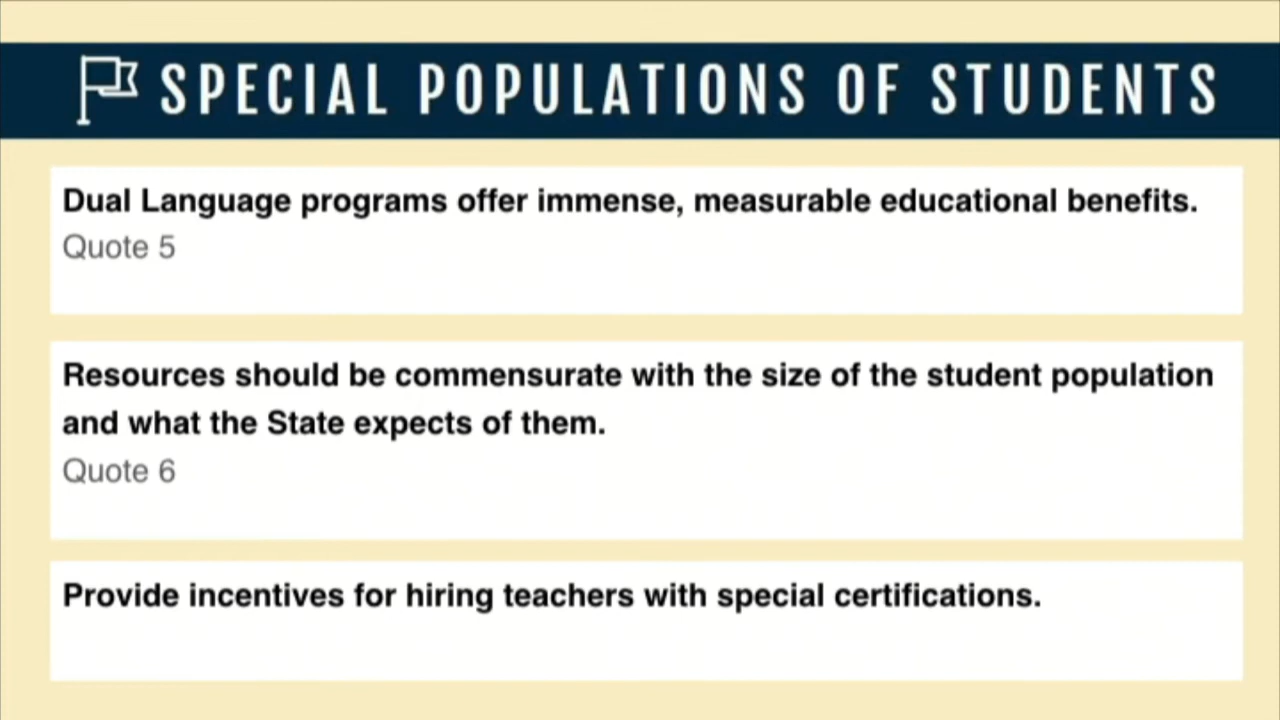 SPECIAL POPULATIONS OF STUDENTS
Dual Language programs offer immense, measurable educational benefits.
Quote 5
Resources should be commensurate with the size of the student population
and what the State expects of them.
Quote 6
Provide incentives for hiring teachers with special certifications.